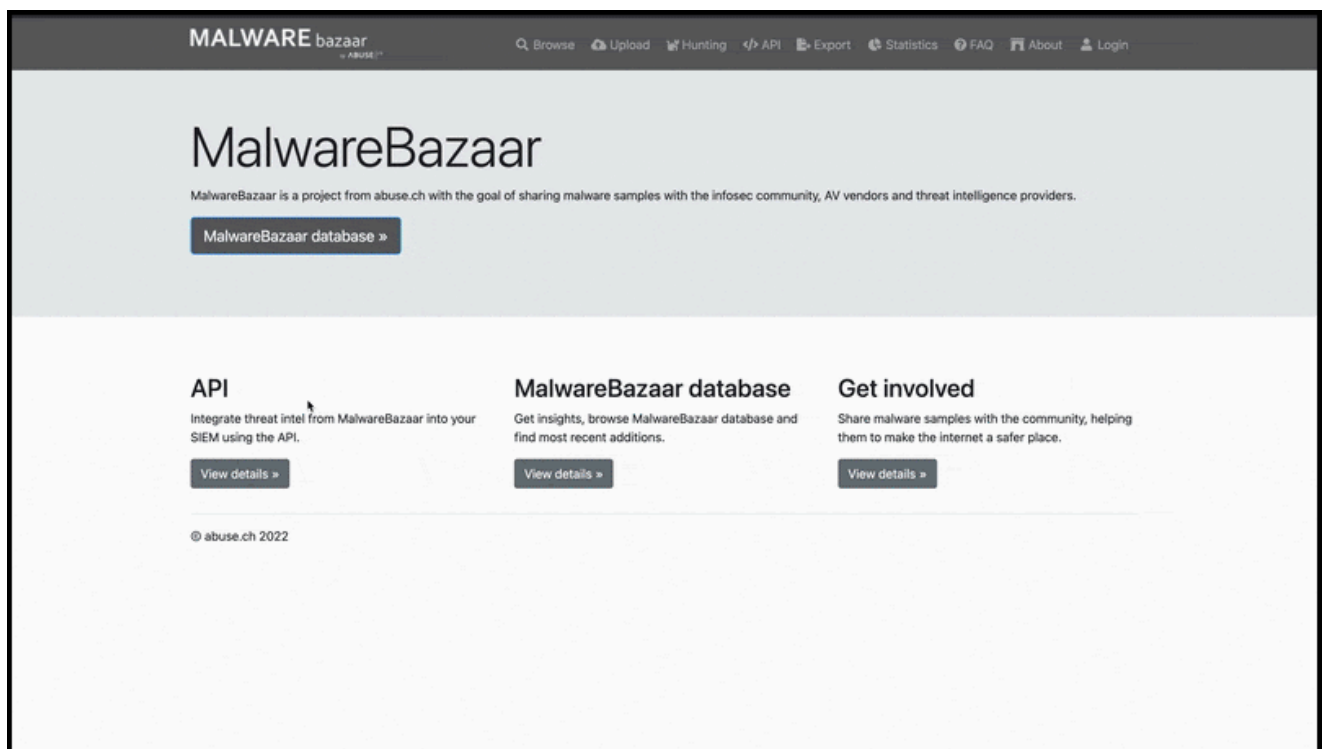 MALWARE bazaar
Browse Upload Hunting </> API Export Statistics FAQ About Login
by ABUSE
MalwareBazaar
MalwareBazaar is a project from abuse.ch with the goal of sharing malware samples with the infosec community, AV vendors and threat intelligence providers.
MalwareBazaar database »
API
Integrate threat intel from MalwareBazaar into your
SIEM using the API.
View details »
MalwareBazaar database
Get insights, browse MalwareBazaar database and
find most recent additions.
View details »
Get involved
Share malware samples with the community, helping
them to make the internet a safer place.
View details »
© abuse.ch 2022